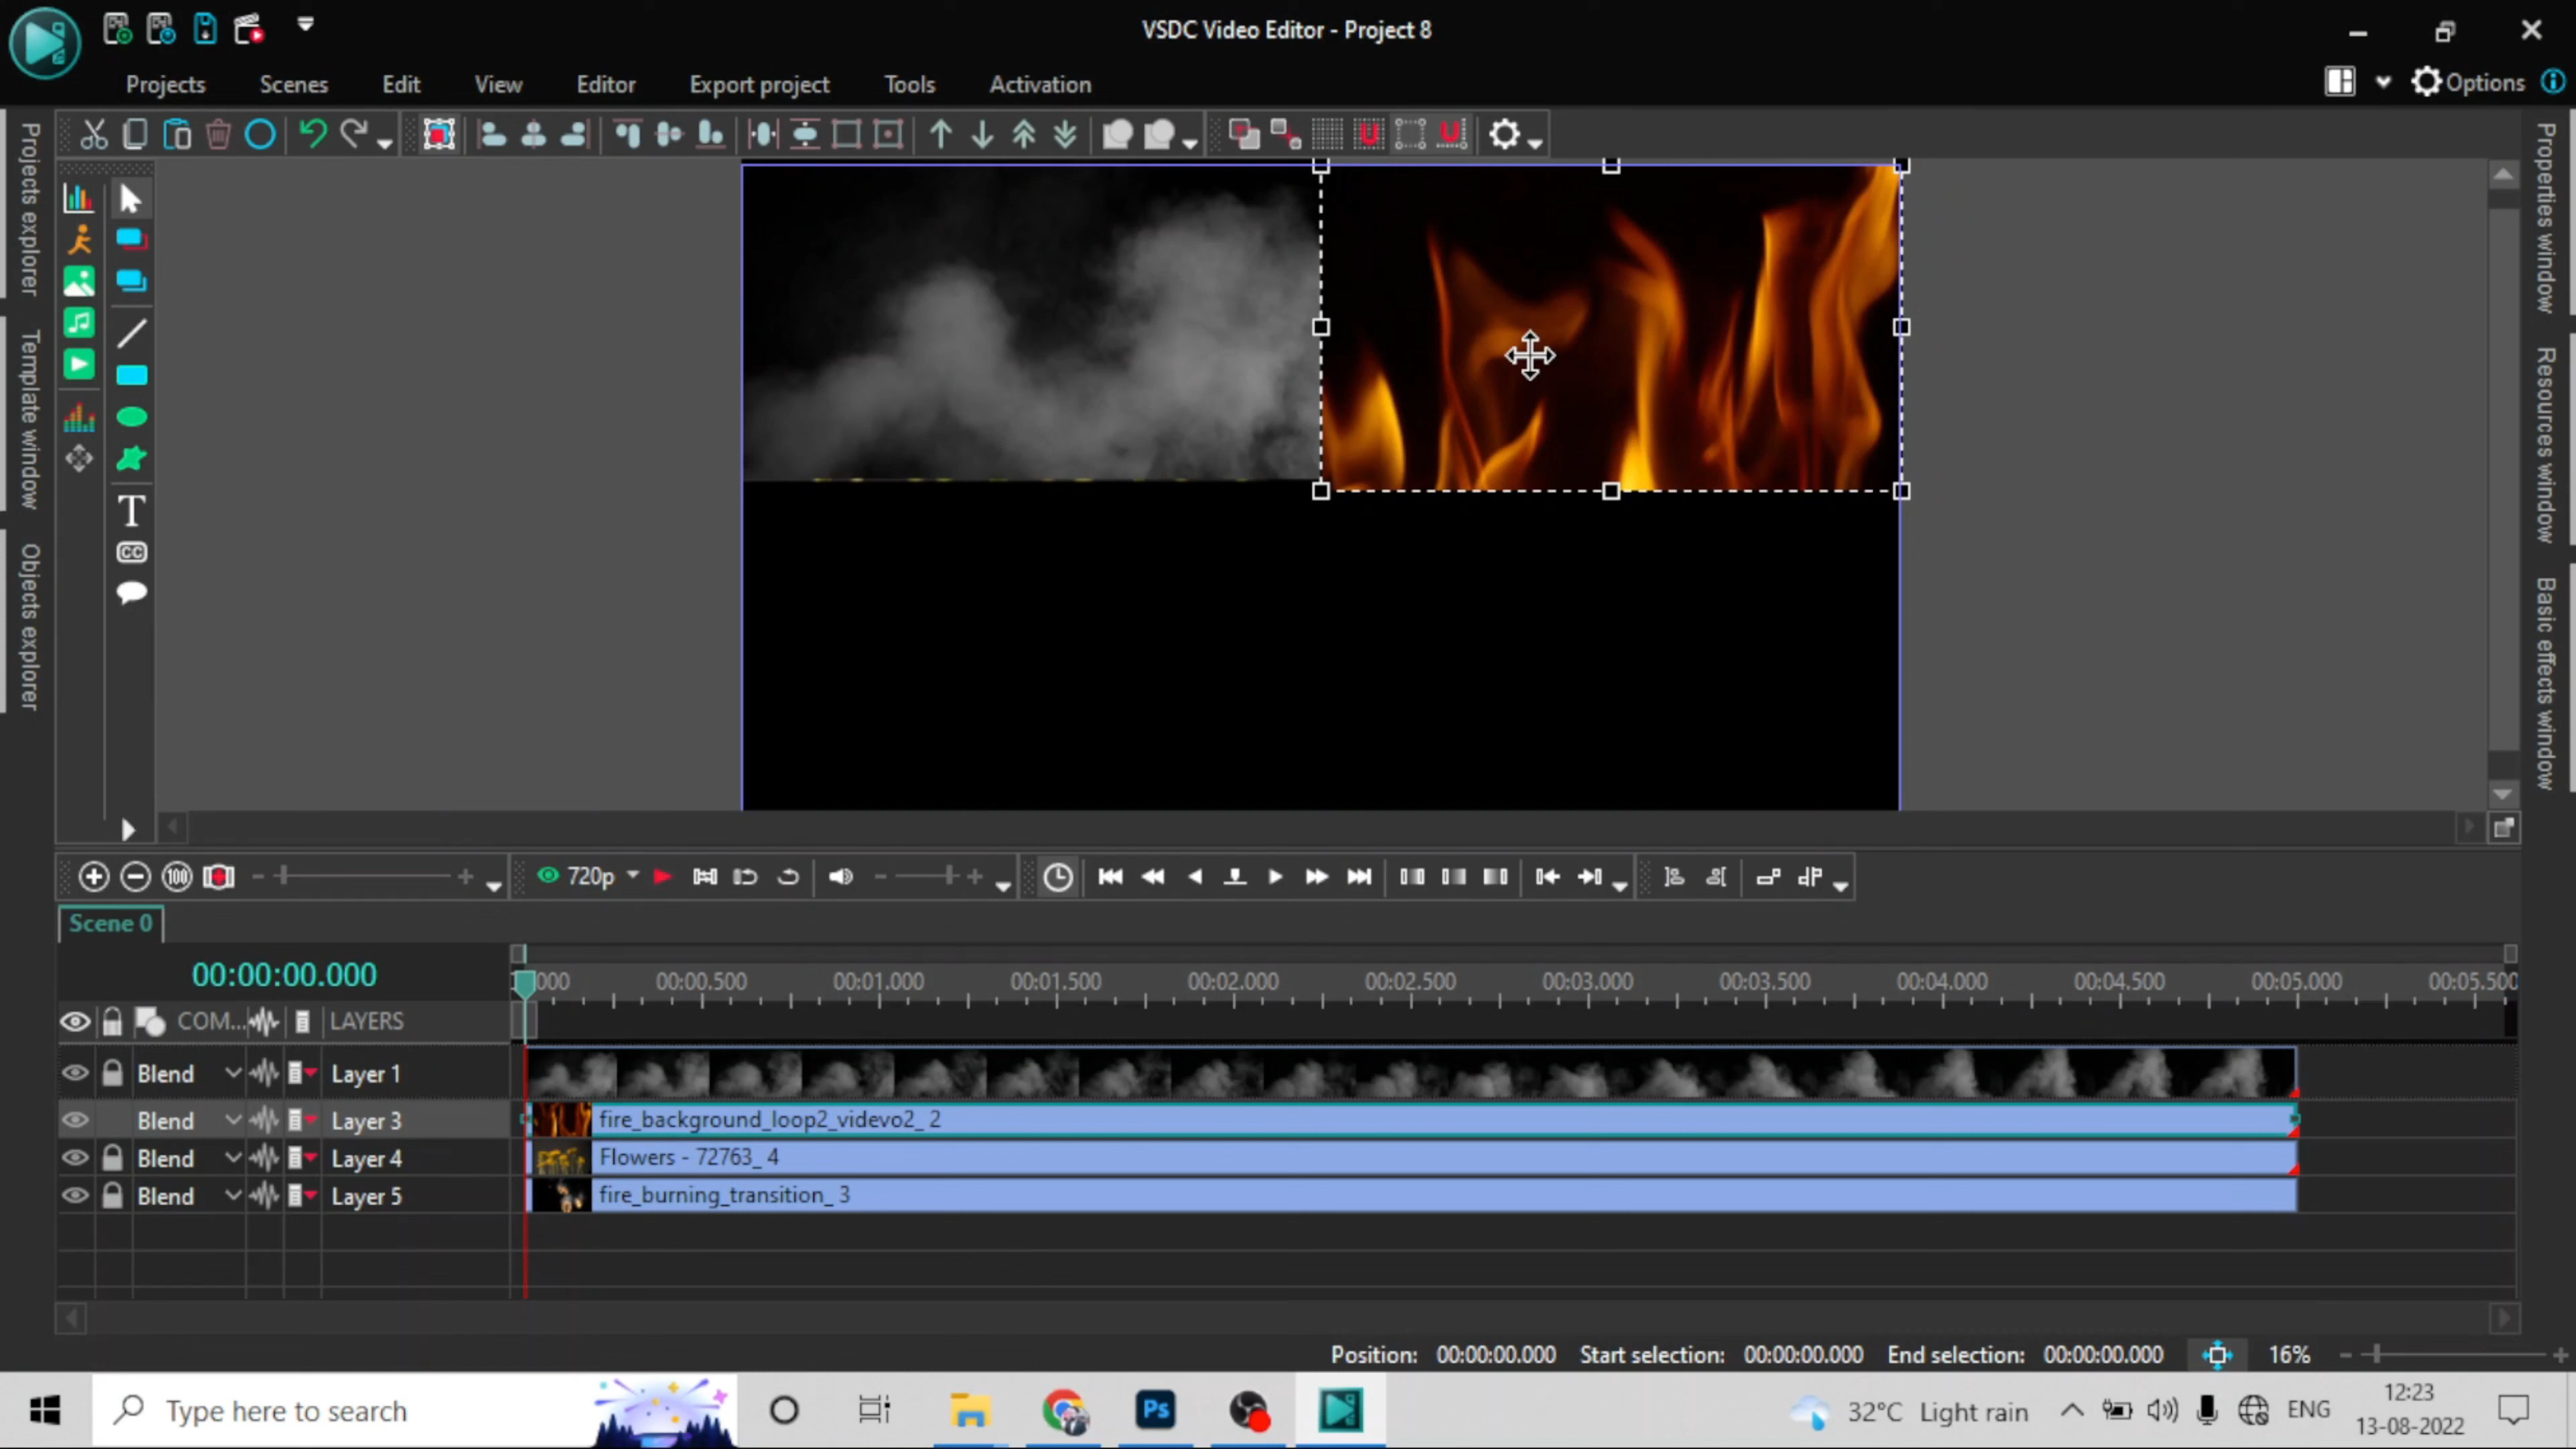 VSDC Video Editor - Project 8
Projects Scenes Edit View Editor Export project Tools Activation
Options
Projects explorer
Template window
Objects explorer
Properties window
Resources window
Basic effects window
T
CC
100
720p
Scene 0
00:00:00.000
000 00:00.500 00:01.000 00:01.500 00:02.000 00:02.500 00:03.000 00:03.500 00:04.000 00:04.500 00:05.000 00:05.500
COM... LAYERS
Blend Layer 1
Blend Layer 3 fire_background_loop2_videvo2_ 2
Blend Layer 4 Flowers - 72763_ 4
Blend Layer 5 fire_burning_transition_ 3
Position: 00:00:00.000 Start selection: 00:00:00.000 End selection: 00:00:00.000 16%
Type here to search
Ps
32°C Light rain
ENG
12:23
13-08-2022